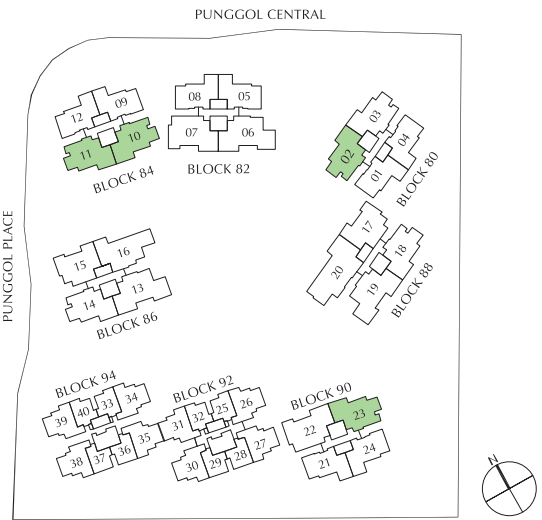 PUNGGOL CENTRAL
PUNGGOL PLACE
12 09
11 10
BLOCK 84
08 05
07 06
BLOCK 82
03
04
02
01
BLOCK 80
15 16
14 13
BLOCK 86
17
18
20
19
BLOCK 88
BLOCK 94
39 40 33 34
38 37 36 35
BLOCK 92
31 32 25 26
30 29 28 27
BLOCK 90
22 23
21 24
N